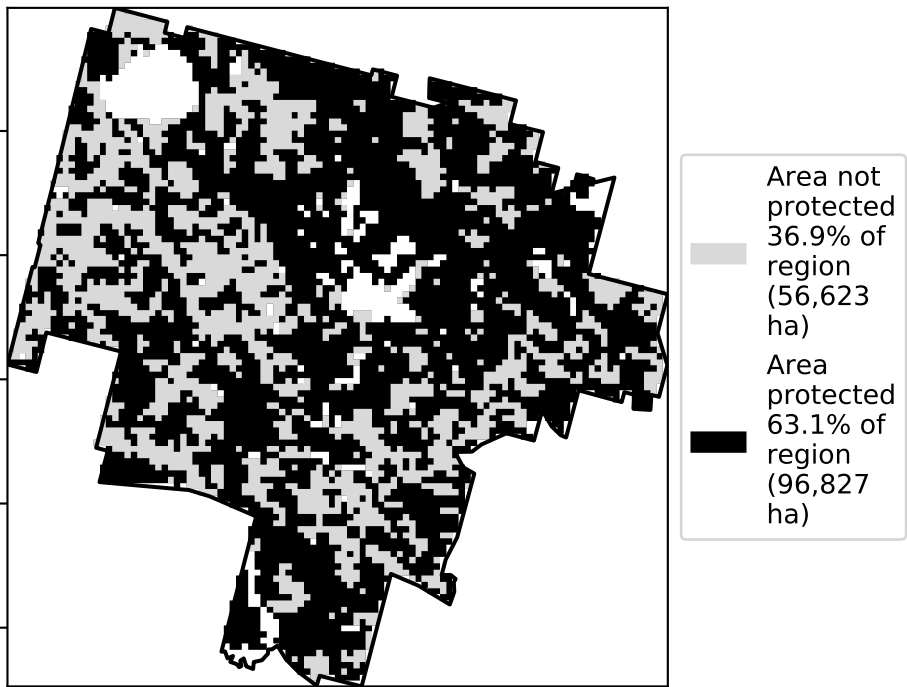 Area not
protected
36.9% of
region
(56,623
ha)
Area
protected
63.1% of
region
(96,827
ha)